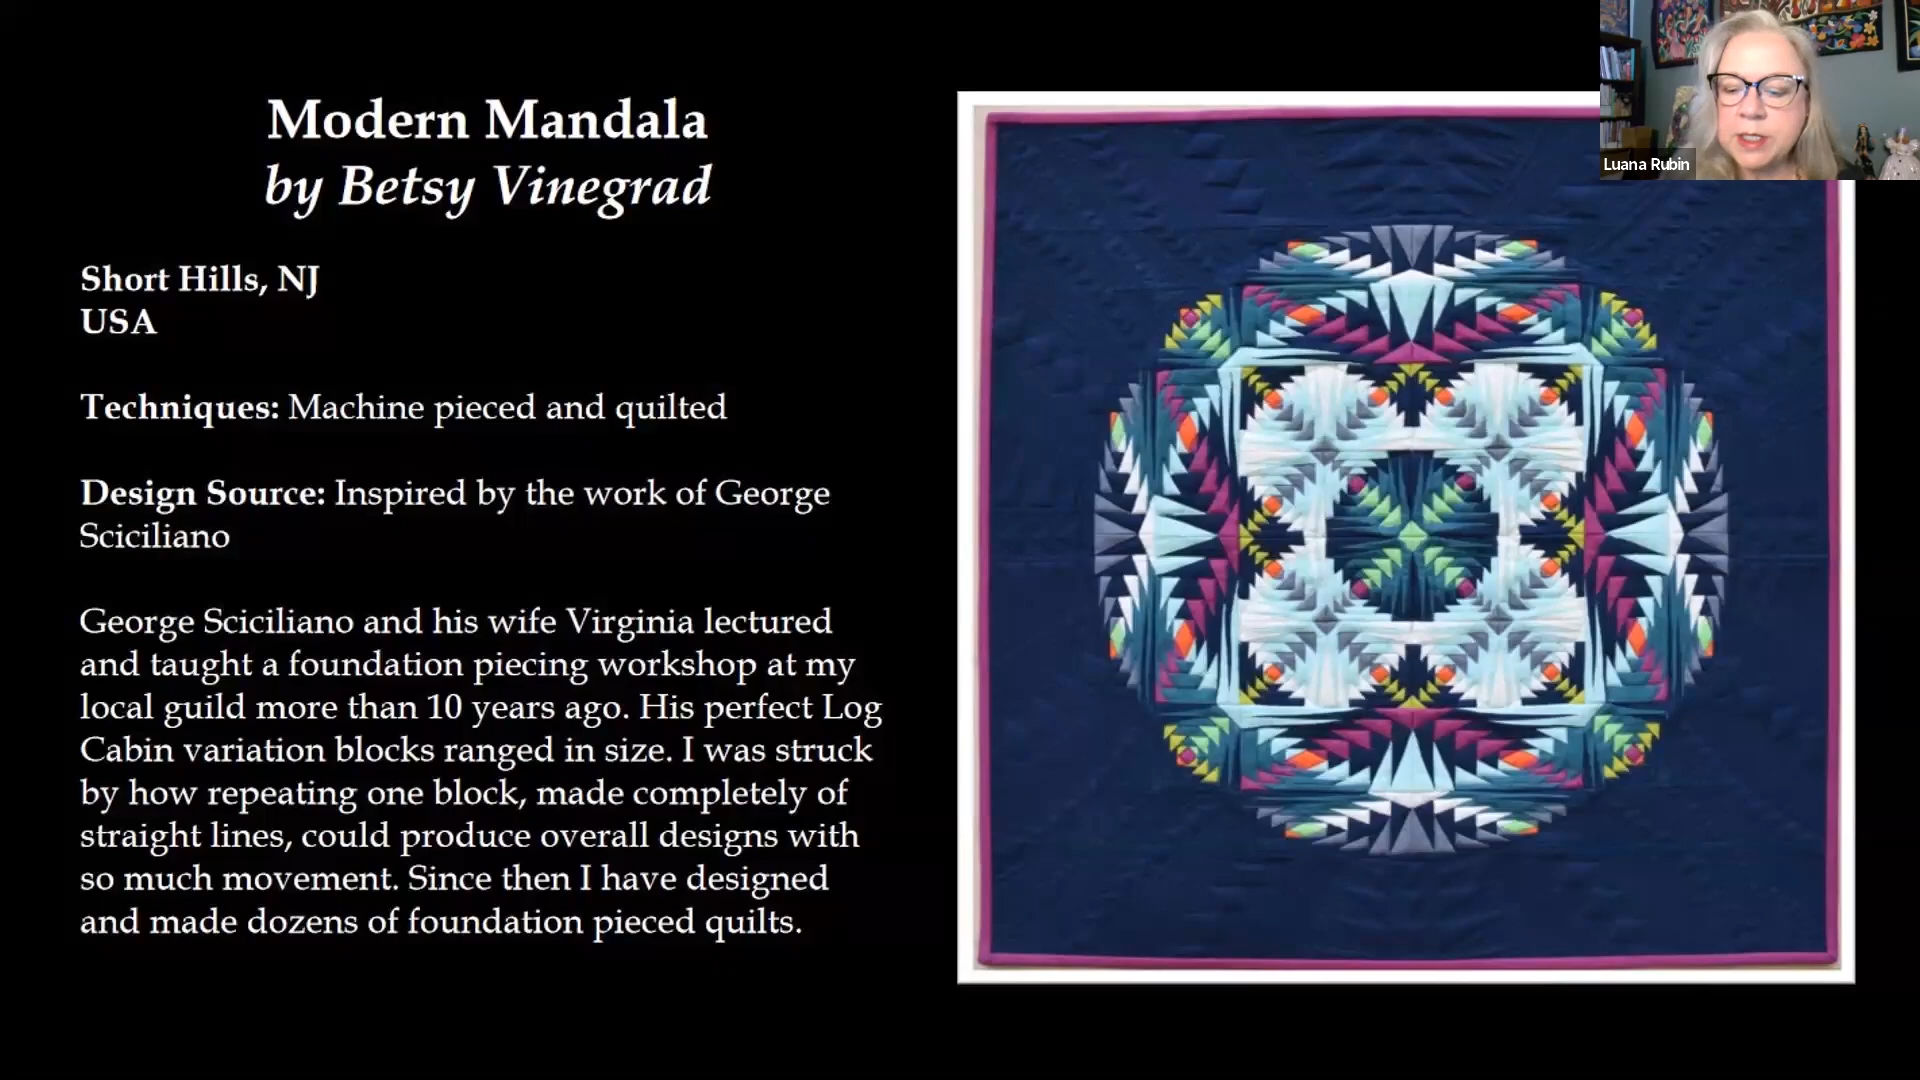 Modern Mandala
by Betsy Vinegrad
Short Hills, NJ
USA
Techniques: Machine pieced and quilted
Design Source: Inspired by the work of George
Sciciliano
George Sciciliano and his wife Virginia lectured
and taught a foundation piecing workshop at my
local guild more than 10 years ago. His perfect Log
Cabin variation blocks ranged in size. I was struck
by how repeating one block, made completely of
straight lines, could produce overall designs with
so much movement. Since then I have designed
and made dozens of foundation pieced quilts.
Luana Rubin